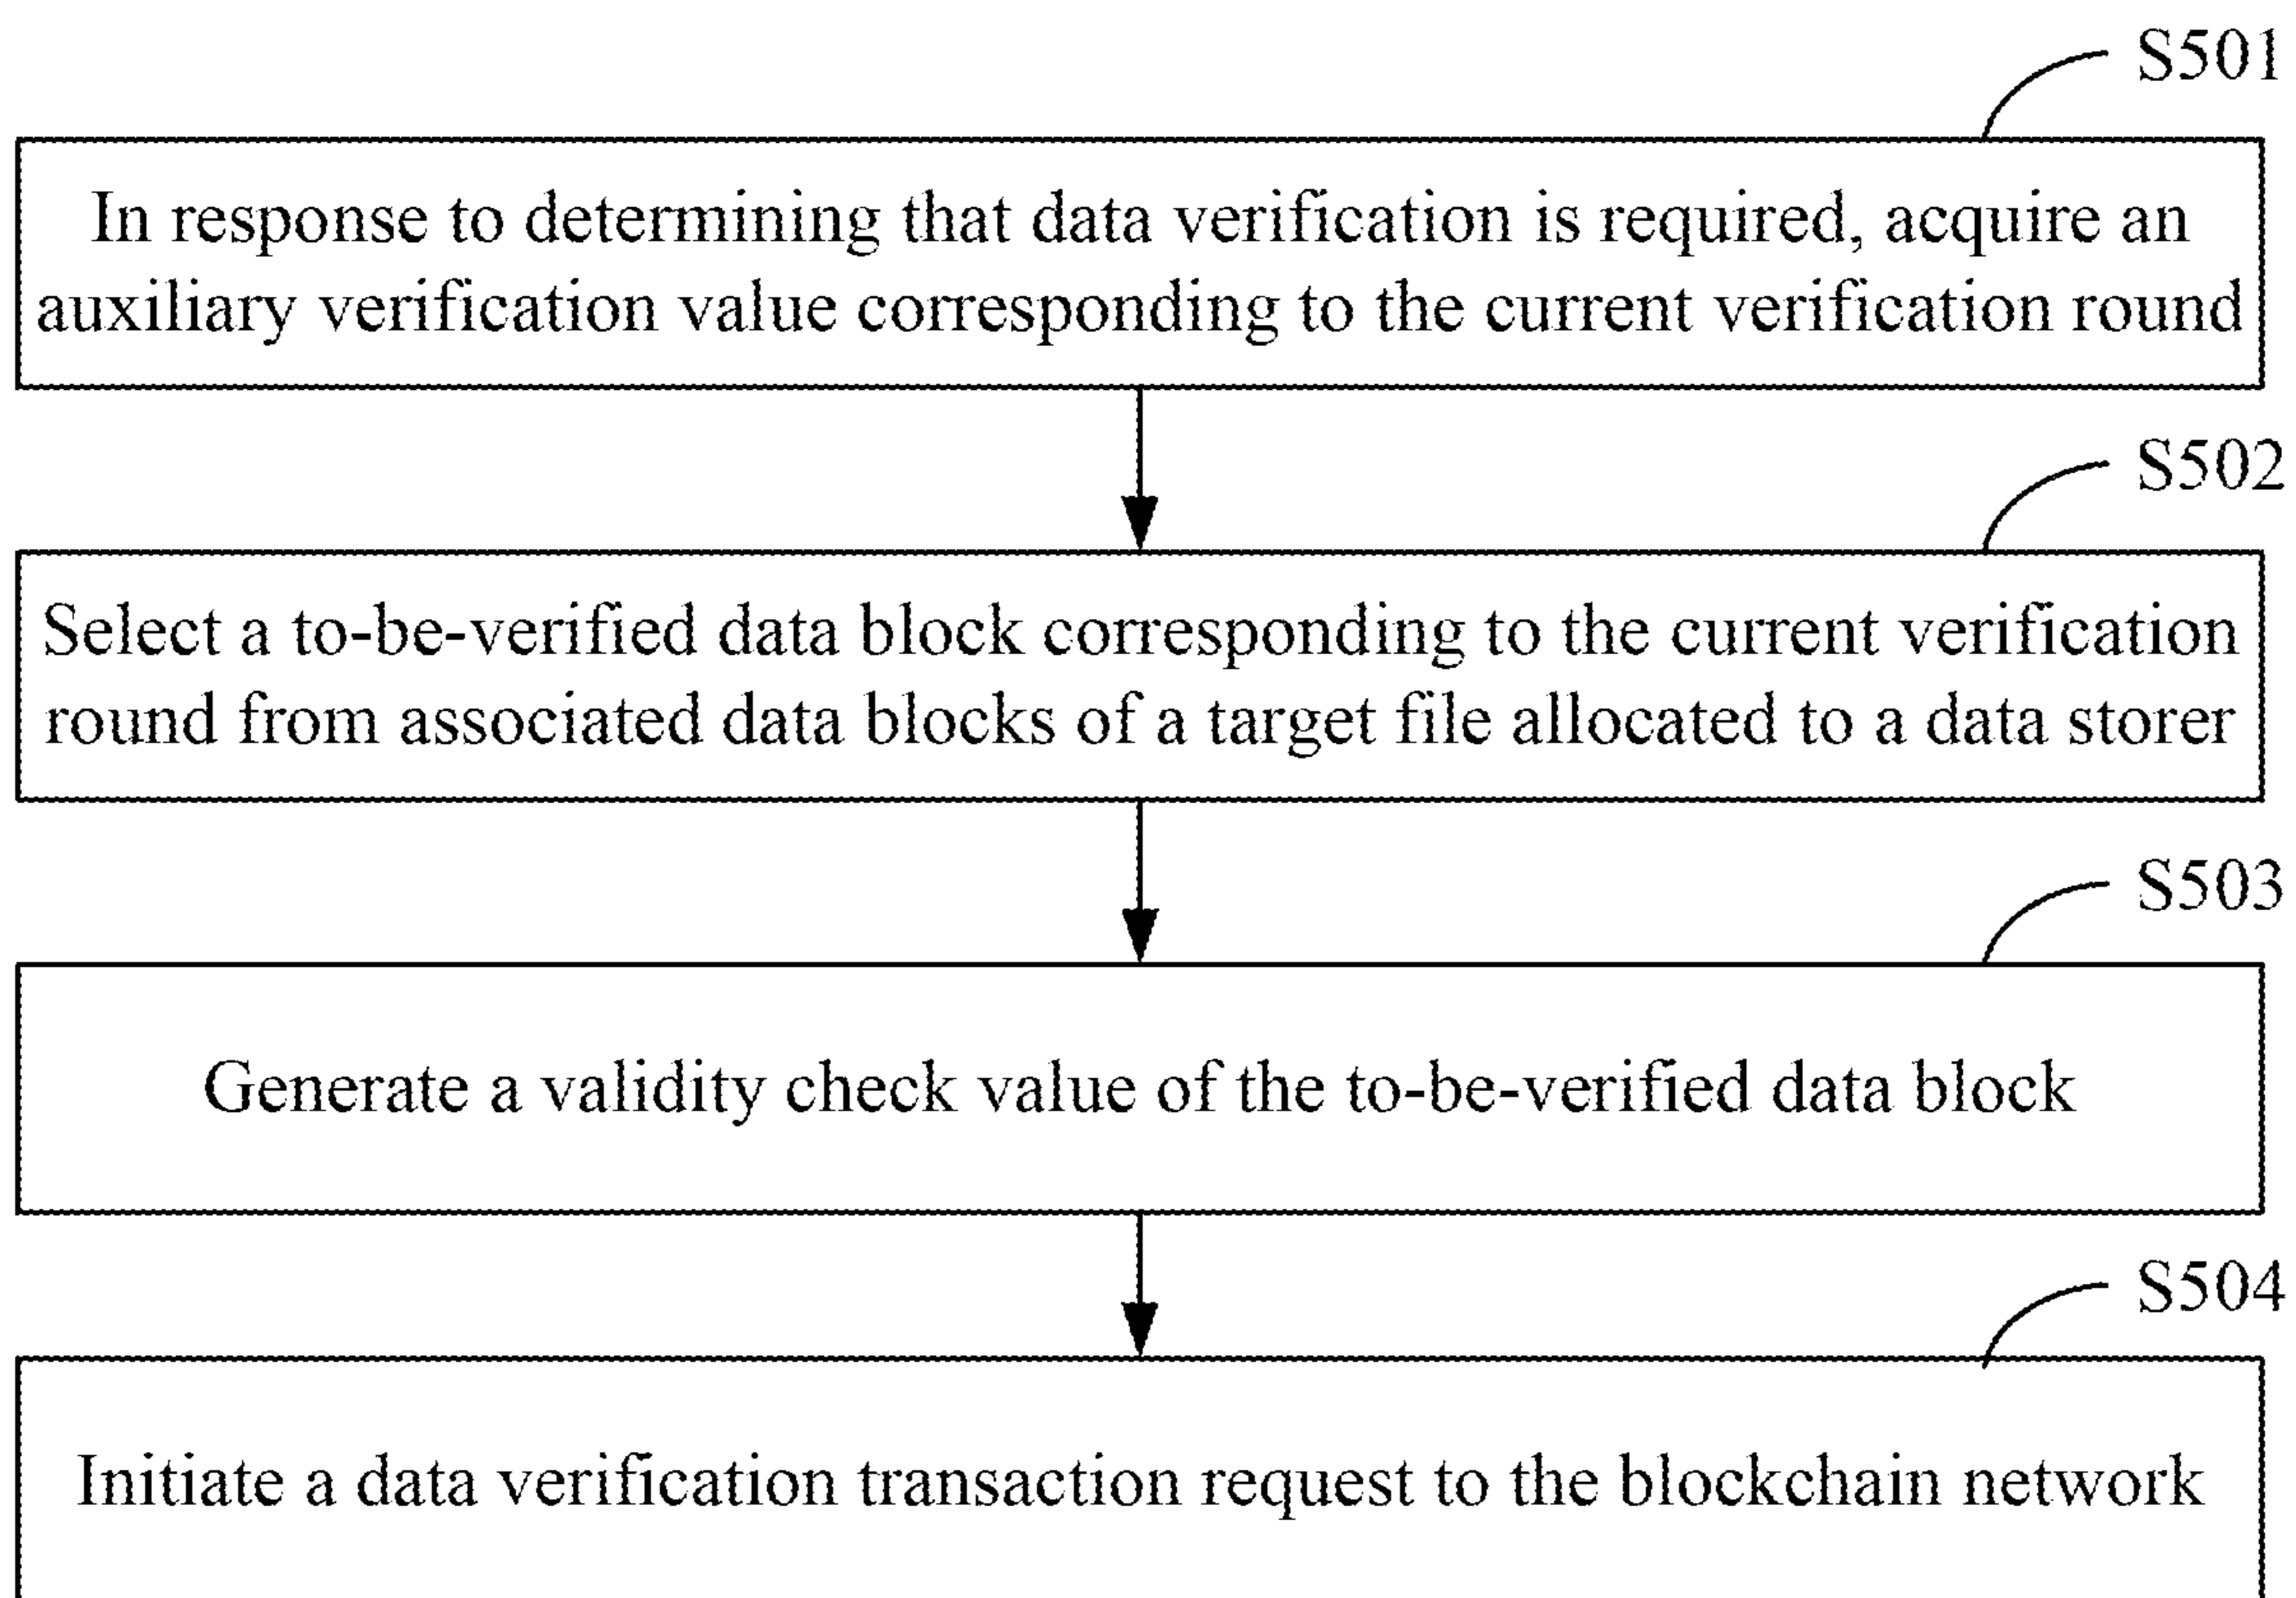 S501
In response to determining that data verification is required, acquire an
auxiliary verification value corresponding to the current verification round
S502
Select a to-be-verified data block corresponding to the current verification
round from associated data blocks of a target file allocated to a data storer
S503
Generate a validity check value of the to-be-verified data block
S504
Initiate a data verification transaction request to the blockchain network